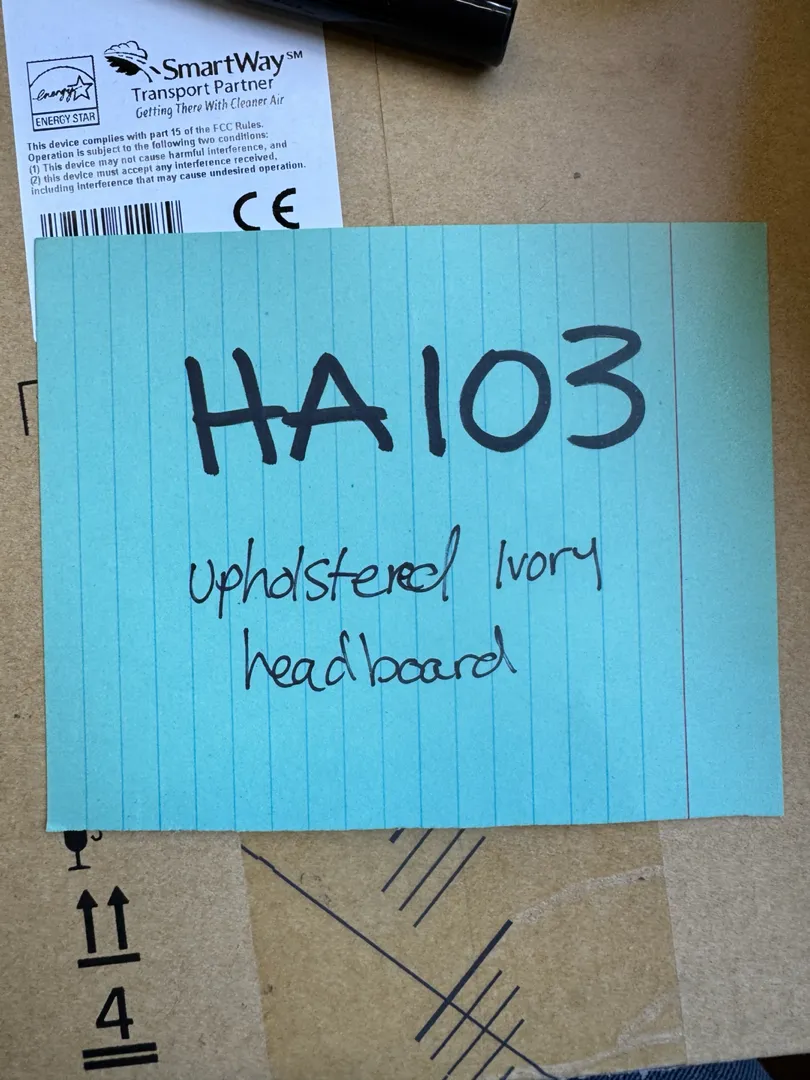 SmartWay℠
Transport Partner
Getting There With Cleaner Air
energy
ENERGY STAR
This device complies with part 15 of the FCC Rules.
Operation is subject to the following two conditions:
(1) This device may not cause harmful interference, and
(2) this device must accept any interference received,
including interference that may cause undesired operation.
CE
HA103
Upholstered Ivory
headboard
4